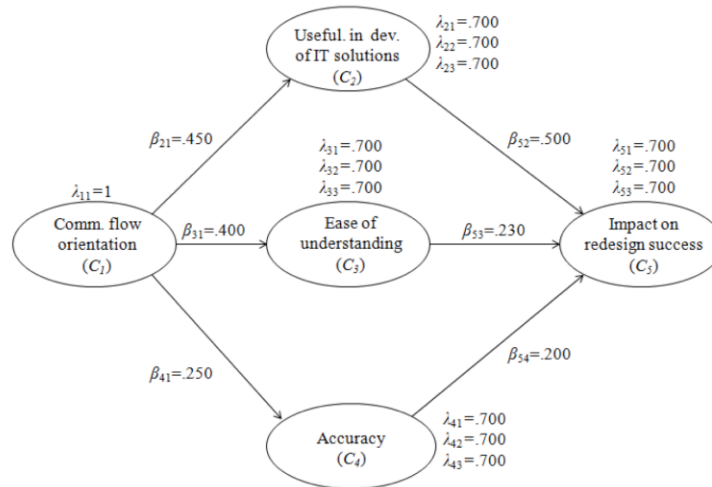 Useful. in dev.
of IT solutions
(C₂)
λ₂₁=.700
λ₂₂=.700
λ₂₃=.700
β₂₁=.450
β₅₂=.500
λ₃₁=.700
λ₃₂=.700
λ₃₃=.700
λ₅₁=.700
λ₅₂=.700
λ₅₃=.700
λ₁₁=1
Comm. flow
orientation
(C₁)
β₃₁=.400
Ease of
understanding
(C₃)
β₅₃=.230
Impact on
redesign success
(C₅)
β₄₁=.250
β₅₄=.200
Accuracy
(C₄)
λ₄₁=.700
λ₄₂=.700
λ₄₃=.700